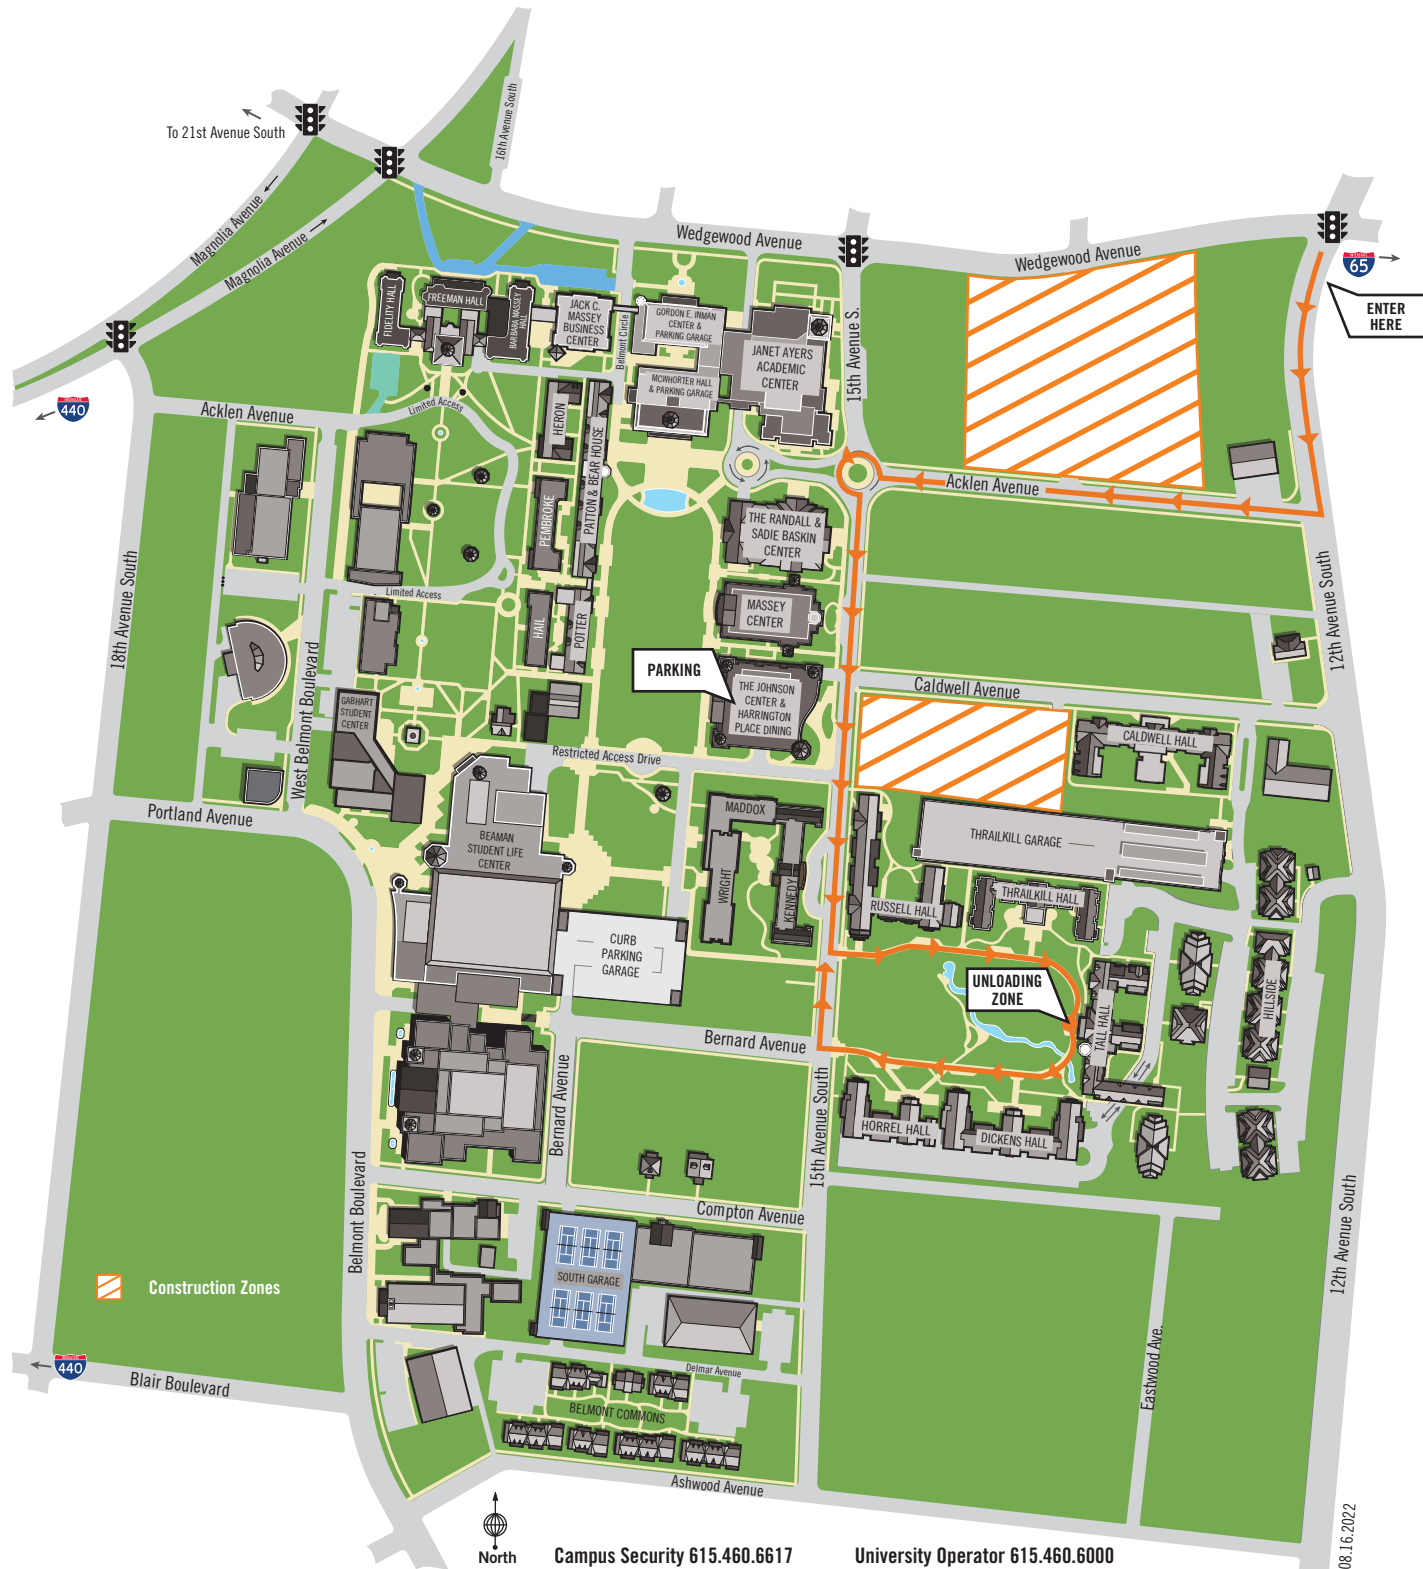 16th Avenue South
To 21st Avenue South
Magnolia Avenue
Magnolia Avenue
Wedgewood Avenue
Wedgewood Avenue
INTERSTATE
65
ENTER
HERE
FIDELITY HALL
FREEMAN HALL
BARBARA MASSEY
HALL
JACK C.
MASSEY
BUSINESS
CENTER
Belmont Circle
GORDON E. INMAN
CENTER &
PARKING GARAGE
MCWHORTER HALL
& PARKING GARAGE
JANET AYERS
ACADEMIC
CENTER
15th Avenue S.
440
Acklen Avenue
Limited Access
HERON
PATTON & BEAR HOUSE
PEMBROKE
Acklen Avenue
THE RANDALL &
SADIE BASKIN
CENTER
18th Avenue South
Limited Access
HAIL
POTTER
MASSEY
CENTER
12th Avenue South
PARKING
THE JOHNSON
CENTER &
HARRINGTON
PLACE DINING
Caldwell Avenue
West Belmont Boulevard
GABHART
STUDENT
CENTER
CALDWELL HALL
Restricted Access Drive
Portland Avenue
BEAMAN
STUDENT LIFE
CENTER
MADDOX
WRIGHT
KENNEDY
THRAILKILL GARAGE
RUSSELL HALL
THRAILKILL HALL
CURB
PARKING
GARAGE
UNLOADING
ZONE
TALL HALL
HILLSIDE
Bernard Avenue
Bernard Avenue
HORREL HALL
DICKENS HALL
15th Avenue South
Belmont Boulevard
Compton Avenue
12th Avenue South
Construction Zones
SOUTH GARAGE
440
Blair Boulevard
Delmar Avenue
Eastwood Ave.
BELMONT COMMONS
Ashwood Avenue
North
Campus Security 615.460.6617
University Operator 615.460.6000
08.16.2022